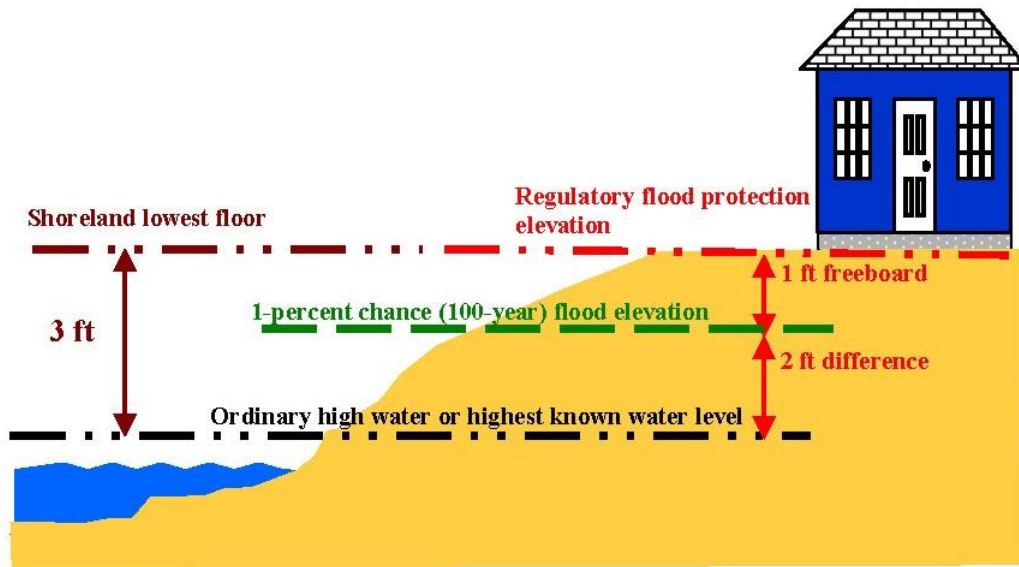 Regulatory flood protection
elevation
Shoreland lowest floor
1 ft freeboard
1-percent chance (100-year) flood elevation
3 ft
2 ft difference
Ordinary high water or highest known water level